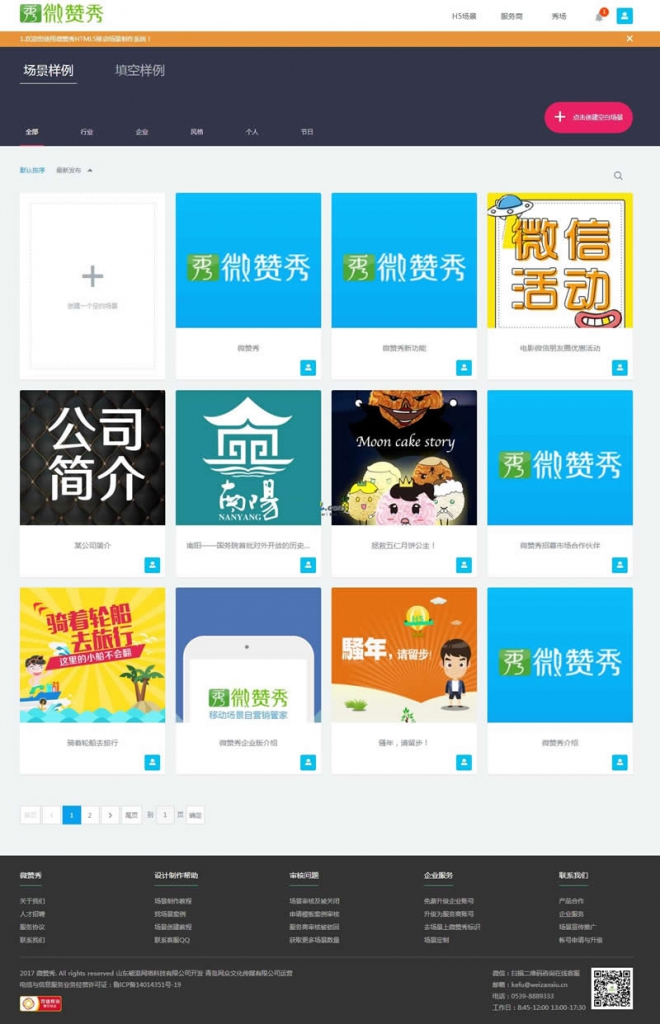 秀 微赞秀
H5场景 服务商 秀场 1
1.欢迎您使用微赞秀HTML5移动场景制作系统！ ×
场景样例 填空样例
点击创建空白场景
全部 行业 企业 风格 个人 节日
默认排序 最新发布
创建一个空白场景
秀 微赞秀
微赞秀
秀 微赞秀
微赞秀新功能
微信
活动
电影微信朋友圈优惠活动
公司
简介
某公司简介
南陽
NANYANG
南阳——国务院首批对外开放的历史...
Moon cake story
拯救五仁月饼公主！
秀 微赞秀
微赞秀招募市场合作伙伴
骑着轮船
去旅行
这里的小船不会翻
骑着轮船去旅行
秀 微赞秀
移动场景自营销管家
微赞秀企业版介绍
骚年，请留步!
骚年，请留步！
秀 微赞秀
微赞秀介绍
首页 ‹ 1 2 › 尾页 到 1 页 确定
微赞秀 设计制作帮助 审核问题 企业服务 联系我们
关于我们 场景制作教程 场景审核及被关闭 免费升级企业账号 产品合作
人才招聘 找场景案例 申请模板案例审核 升级为服务商账号 企业服务
服务协议 场景创建教程 服务商审核被驳回 去场景上微赞秀标识 场景宣传推广
联系我们 联系客服QQ 获取更多场景数量 场景定制 帐号申请与升级
2017 微赞秀. All rights reserved 山东昶游网络科技有限公司开发 青岛同众文化传媒有限公司运营
电信与信息服务业务经营许可证：鲁ICP备14014351号-19
微信：扫描二维码咨询在线客服
邮箱：kefu@weizanxiu.cn
电话：0539-8889333
工作日：8:45-12:00 13:00-17:30